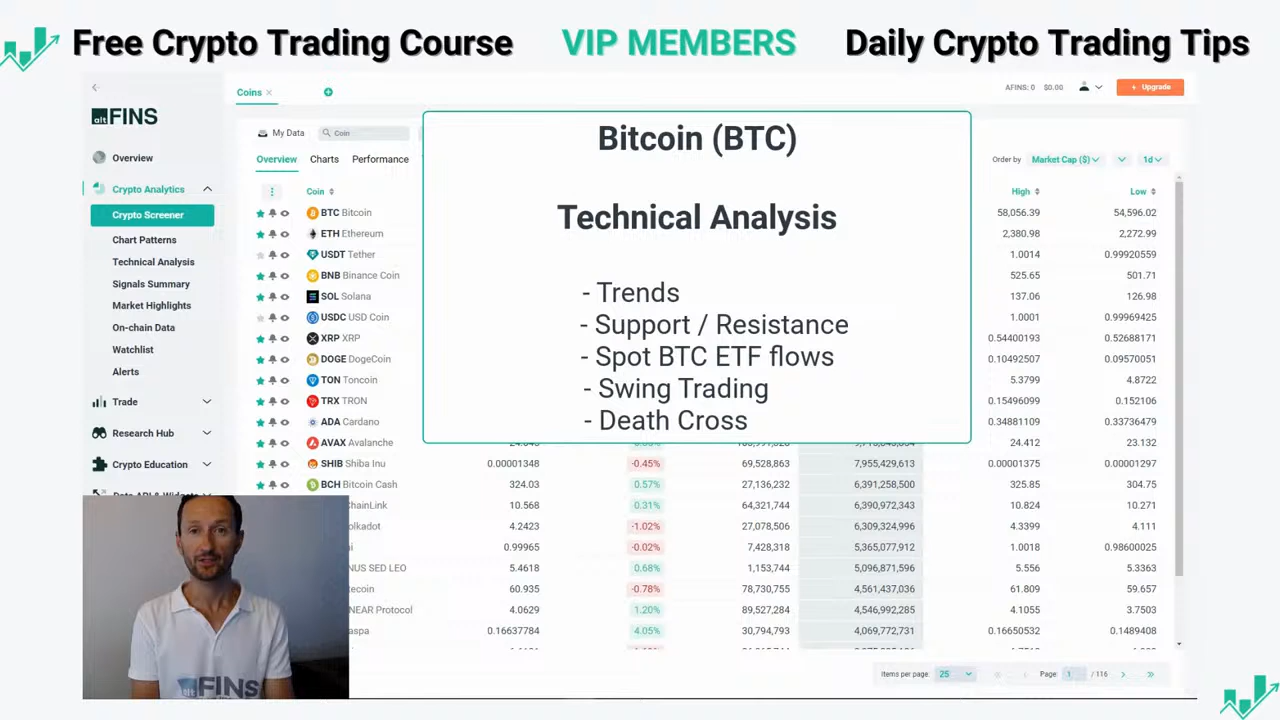 Free Crypto Trading Course VIP MEMBERS Daily Crypto Trading Tips
Coins
AFINS: 0 $0.00 Upgrade
altFINS
My Data Coin
Overview Charts Performance Order by Market Cap ($) 1d
Bitcoin (BTC)
Technical Analysis
- Trends
- Support / Resistance
- Spot BTC ETF flows
- Swing Trading
- Death Cross
Overview
Crypto Analytics
Crypto Screener
Chart Patterns
Technical Analysis
Signals Summary
Market Highlights
On-chain Data
Watchlist
Alerts
Trade
Research Hub
Crypto Education
Coin High Low
BTC Bitcoin 58,056.39 54,596.02
ETH Ethereum 2,380.98 2,272.99
USDT Tether 1.0014 0.99920559
BNB Binance Coin 525.65 501.71
SOL Solana 137.06 126.98
USDC USD Coin 1.0001 0.99969425
XRP XRP 0.54400193 0.52688171
DOGE DogeCoin 0.10492507 0.09570051
TON Toncoin 5.3799 4.8722
TRX TRON 0.15496099 0.152106
ADA Cardano 0.34881109 0.33736479
AVAX Avalanche 24.412 23.132
SHIB Shiba Inu 0.00001348 -0.45% 69,528,863 7,955,429,613 0.00001375 0.00001297
BCH Bitcoin Cash 324.03 0.57% 27,136,232 6,391,258,500 325.85 304.75
ChainLink 10.568 0.31% 64,321,744 6,390,972,343 10.824 10.271
olkadot 4.2423 -1.02% 27,078,506 6,309,324,996 4.3399 4.111
ai 0.99965 -0.02% 7,428,318 5,365,077,912 1.0018 0.98600025
NUS SED LEO 5.4618 0.68% 1,153,744 5,096,871,596 5.556 5.3363
tecoin 60.935 -0.78% 78,730,755 4,561,437,036 61.809 59.657
NEAR Protocol 4.0629 1.20% 89,527,284 4,546,992,285 4.1055 3.7503
aspa 0.16637784 4.05% 30,794,793 4,069,772,731 0.16650532 0.1489408
Items per page: 25 Page: 1 / 116
altFINS